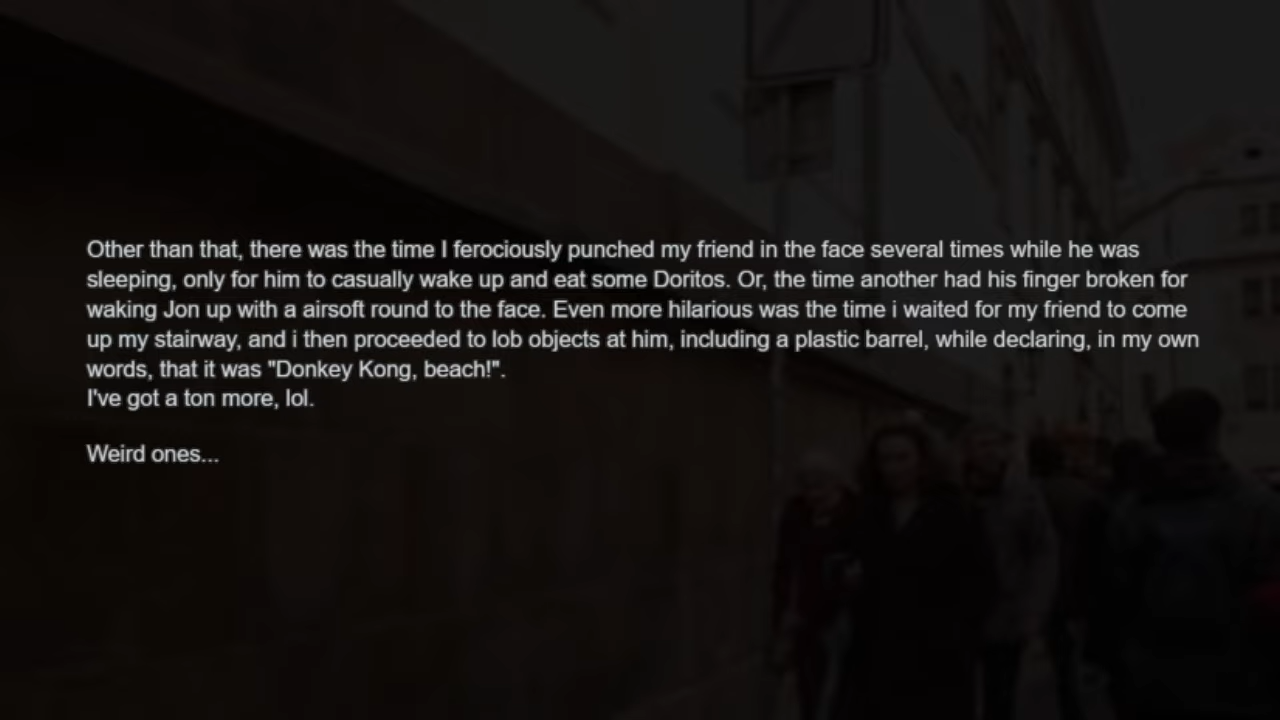 Other than that, there was the time I ferociously punched my friend in the face several times while he was
sleeping, only for him to casually wake up and eat some Doritos. Or, the time another had his finger broken for
waking Jon up with a airsoft round to the face. Even more hilarious was the time i waited for my friend to come
up my stairway, and i then proceeded to lob objects at him, including a plastic barrel, while declaring, in my own
words, that it was "Donkey Kong, beach!".
I've got a ton more, lol.
Weird ones...